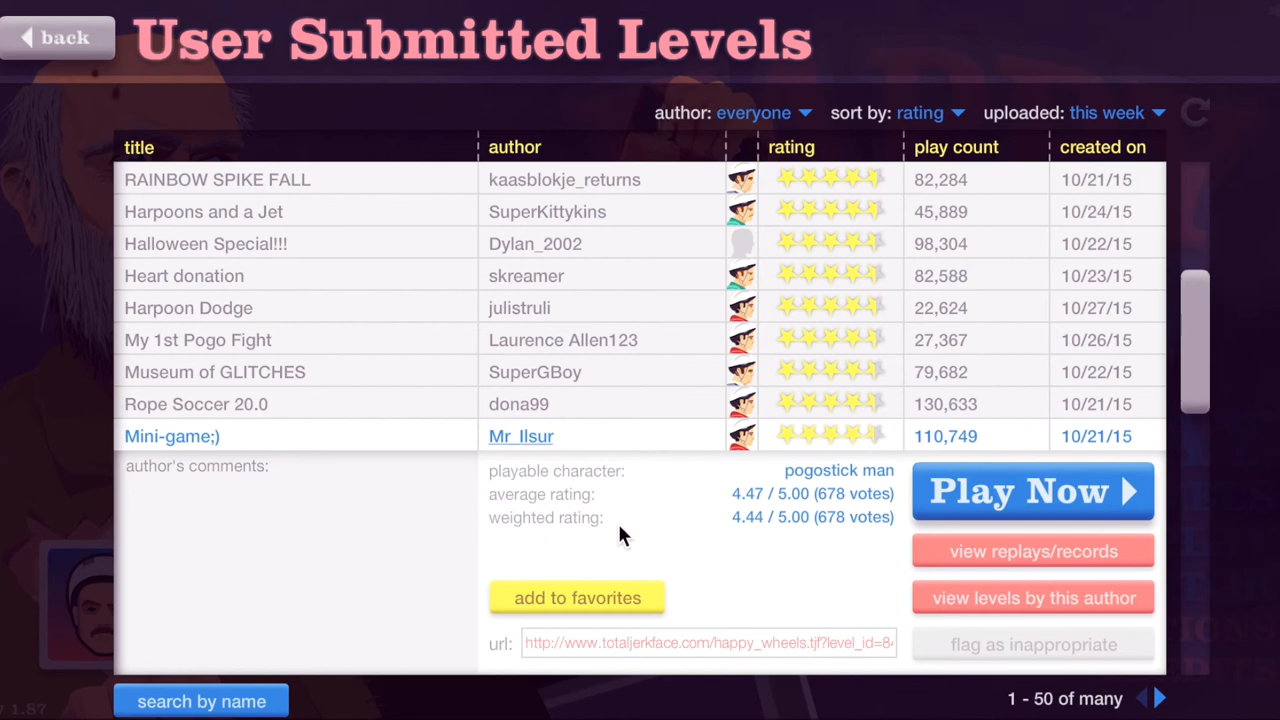 back
User Submitted Levels
author: everyone sort by: rating uploaded: this week
title author rating play count created on
RAINBOW SPIKE FALL kaasblokje_returns 82,284 10/21/15
Harpoons and a Jet SuperKittykins 45,889 10/24/15
Halloween Special!!! Dylan_2002 98,304 10/22/15
Heart donation skreamer 82,588 10/23/15
Harpoon Dodge julistruli 22,624 10/27/15
My 1st Pogo Fight Laurence Allen123 27,367 10/26/15
Museum of GLITCHES SuperGBoy 79,682 10/22/15
Rope Soccer 20.0 dona99 130,633 10/21/15
Mini-game;) Mr_Ilsur 110,749 10/21/15
author's comments:
playable character: pogostick man
average rating: 4.47 / 5.00 (678 votes)
weighted rating: 4.44 / 5.00 (678 votes)
Play Now
view replays/records
add to favorites
view levels by this author
url: http://www.totaljerkface.com/happy_wheels.tjf?level_id=84
flag as inappropriate
search by name
1 - 50 of many
1.87